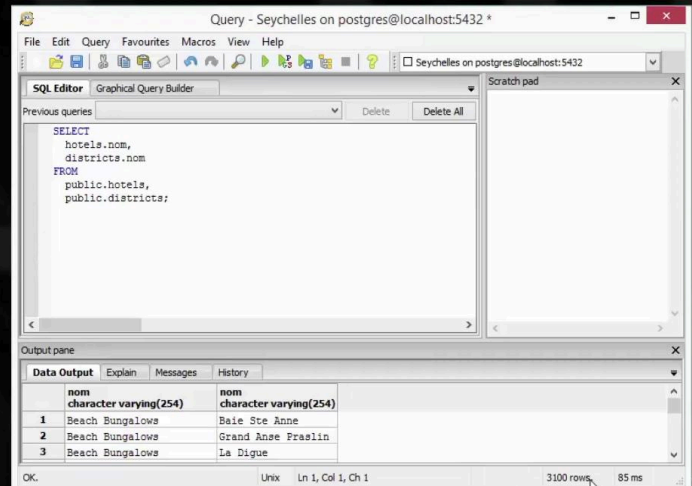 Query - Seychelles on postgres@localhost:5432 *
File Edit Query Favourites Macros View Help
Seychelles on postgres@localhost:5432
SQL Editor Graphical Query Builder
Scratch pad
Previous queries Delete Delete All
SELECT
hotels.nom,
districts.nom
FROM
public.hotels,
public.districts;
Output pane
Data Output Explain Messages History
nom nom
character varying(254) character varying(254)
1 Beach Bungalows Baie Ste Anne
2 Beach Bungalows Grand Anse Praslin
3 Beach Bungalows La Digue
OK. Unix Ln 1, Col 1, Ch 1 3100 rows. 85 ms